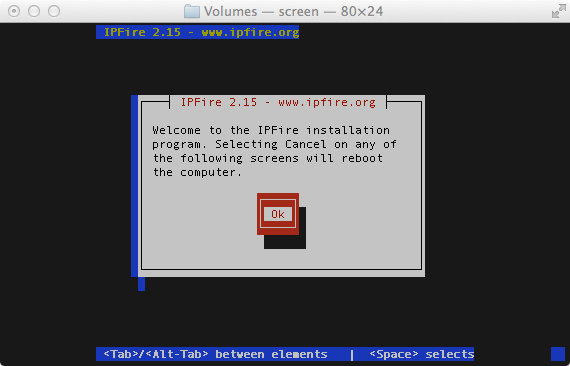 Volumes — screen — 80×24
IPFire 2.15 - www.ipfire.org
IPFire 2.15 - www.ipfire.org
Welcome to the IPFire installation
program. Selecting Cancel on any of
the following screens will reboot
the computer.
Ok
<Tab>/<Alt-Tab> between elements | <Space> selects